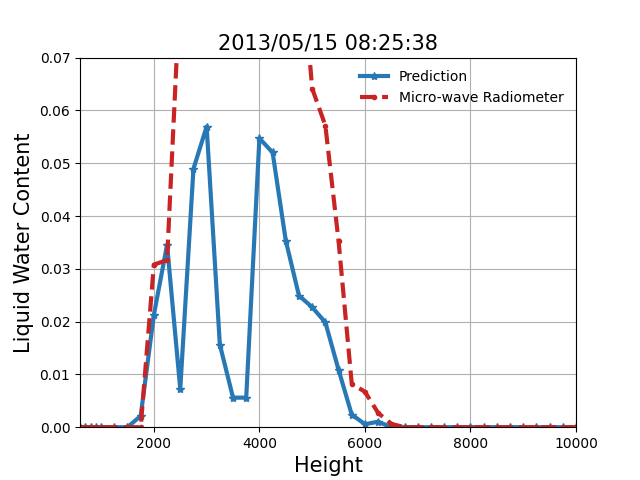 2013/05/15 08:25:38
0.07
0.06
0.05
0.04
0.03
0.02
0.01
0.00
Liquid Water Content
Prediction
Micro-wave Radiometer
2000 4000 6000 8000 10000
Height